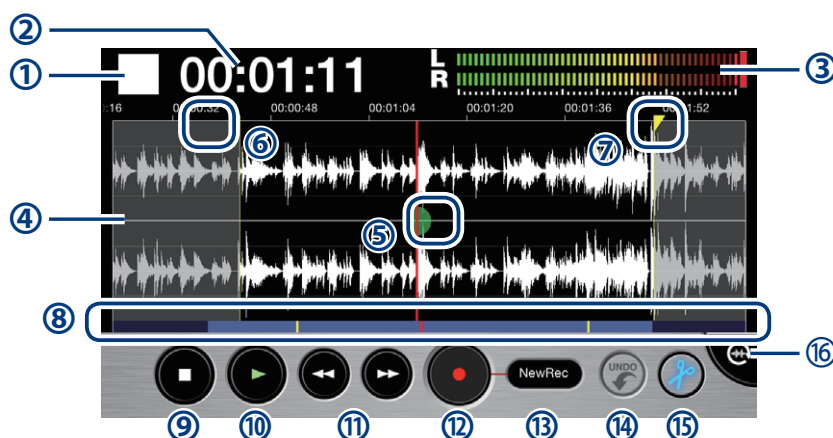 ② 
① 00:01:11 L R ③
:16 00:00:32 00:00:48 00:01:04 00:01:20 00:01:36 00:01:52
⑥ ⑦
④
⑤
⑧
NewRec UNDO ⑯
⑨ ⑩ ⑪ ⑫ ⑬ ⑭ ⑮